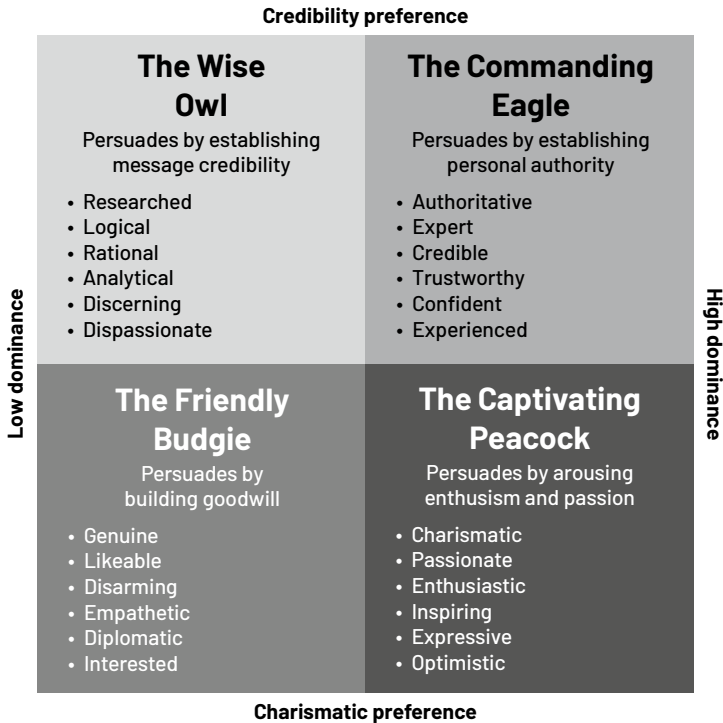 Credibility preference
The Wise
Owl
Persuades by establishing
message credibility
• Researched
• Logical
• Rational
• Analytical
• Discerning
• Dispassionate
The Commanding
Eagle
Persuades by establishing
personal authority
• Authoritative
• Expert
• Credible
• Trustworthy
• Confident
• Experienced
Low dominance
High dominance
The Friendly
Budgie
Persuades by
building goodwill
• Genuine
• Likeable
• Disarming
• Empathetic
• Diplomatic
• Interested
The Captivating
Peacock
Persuades by arousing
enthusism and passion
• Charismatic
• Passionate
• Enthusiastic
• Inspiring
• Expressive
• Optimistic
Charismatic preference